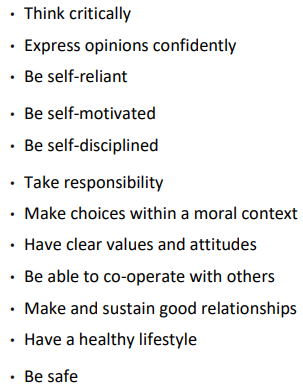 • Think critically
• Express opinions confidently
• Be self-reliant
• Be self-motivated
• Be self-disciplined
• Take responsibility
• Make choices within a moral context
• Have clear values and attitudes
• Be able to co-operate with others
• Make and sustain good relationships
• Have a healthy lifestyle
• Be safe